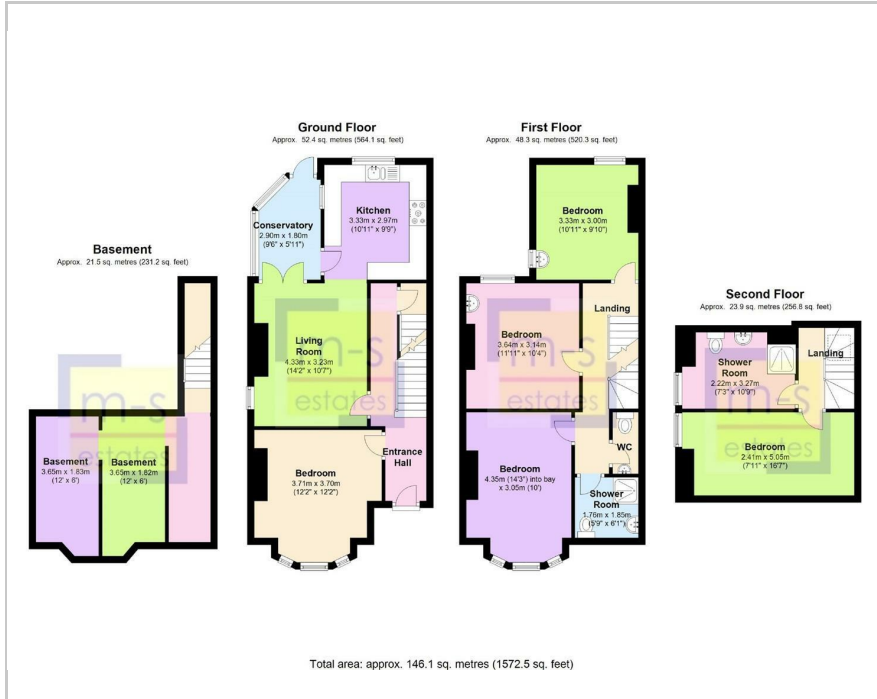 Ground Floor
Approx. 52.4 sq. metres (564.1 sq. feet)
First Floor
Approx. 48.3 sq. metres (520.3 sq. feet)
Kitchen
3.33m x 2.97m
(10'11" x 9'9")
Conservatory
2.90m x 1.80m
(9'6" x 5'11")
Bedroom
3.33m x 3.00m
(10'11" x 9'10")
Basement
Approx. 21.5 sq. metres (231.2 sq. feet)
Living
Room
4.33m x 3.23m
(14'2" x 10'7")
Landing
Bedroom
3.64m x 3.14m
(11'11" x 10'4")
Second Floor
Approx. 23.9 sq. metres (256.8 sq. feet)
Shower
Room
2.22m x 3.27m
(7'3" x 10'9")
Landing
m-s
estates
m-s
estates
m-s
estates
m-s
Basement
3.65m x 1.83m
(12' x 6')
Basement
3.65m x 1.82m
(12' x 6')
Bedroom
3.71m x 3.70m
(12'2" x 12'2")
Entrance
Hall
Bedroom
4.35m (14'3") into bay
x 3.05m (10')
WC
Shower
Room
1.76m x 1.85m
(5'9" x 6'1")
Bedroom
2.41m x 5.05m
(7'11" x 16'7")
estates
Total area: approx. 146.1 sq. metres (1572.5 sq. feet)